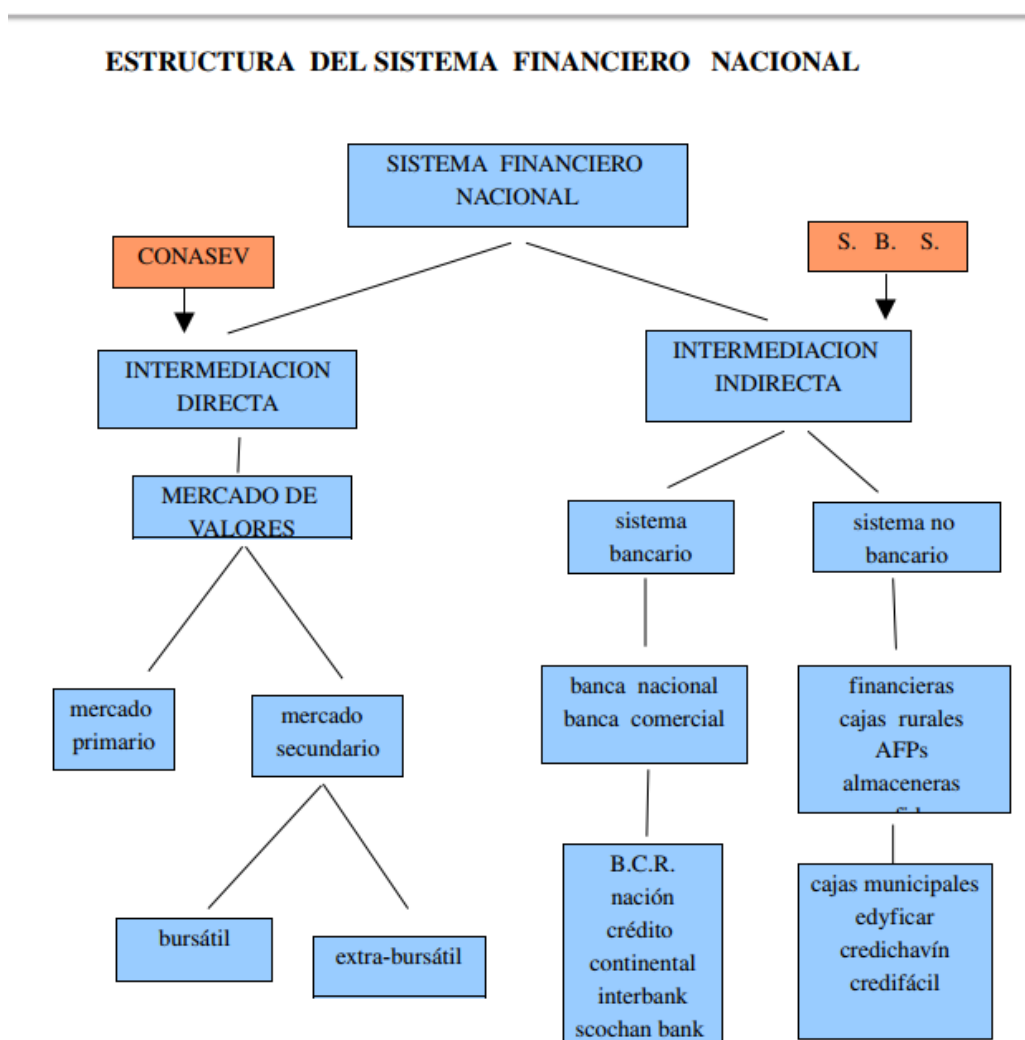 ESTRUCTURA DEL SISTEMA FINANCIERO NACIONAL
SISTEMA FINANCIERO
NACIONAL
CONASEV
S. B. S.
INTERMEDIACION
DIRECTA
INTERMEDIACION
INDIRECTA
MERCADO DE
VALORES
sistema
bancario
sistema no
bancario
mercado
primario
mercado
secundario
banca nacional
banca comercial
financieras
cajas rurales
AFPs
almaceneras
bursátil
extra-bursátil
B.C.R.
nación
crédito
continental
interbank
scochan bank
cajas municipales
edyficar
credichavín
credifácil